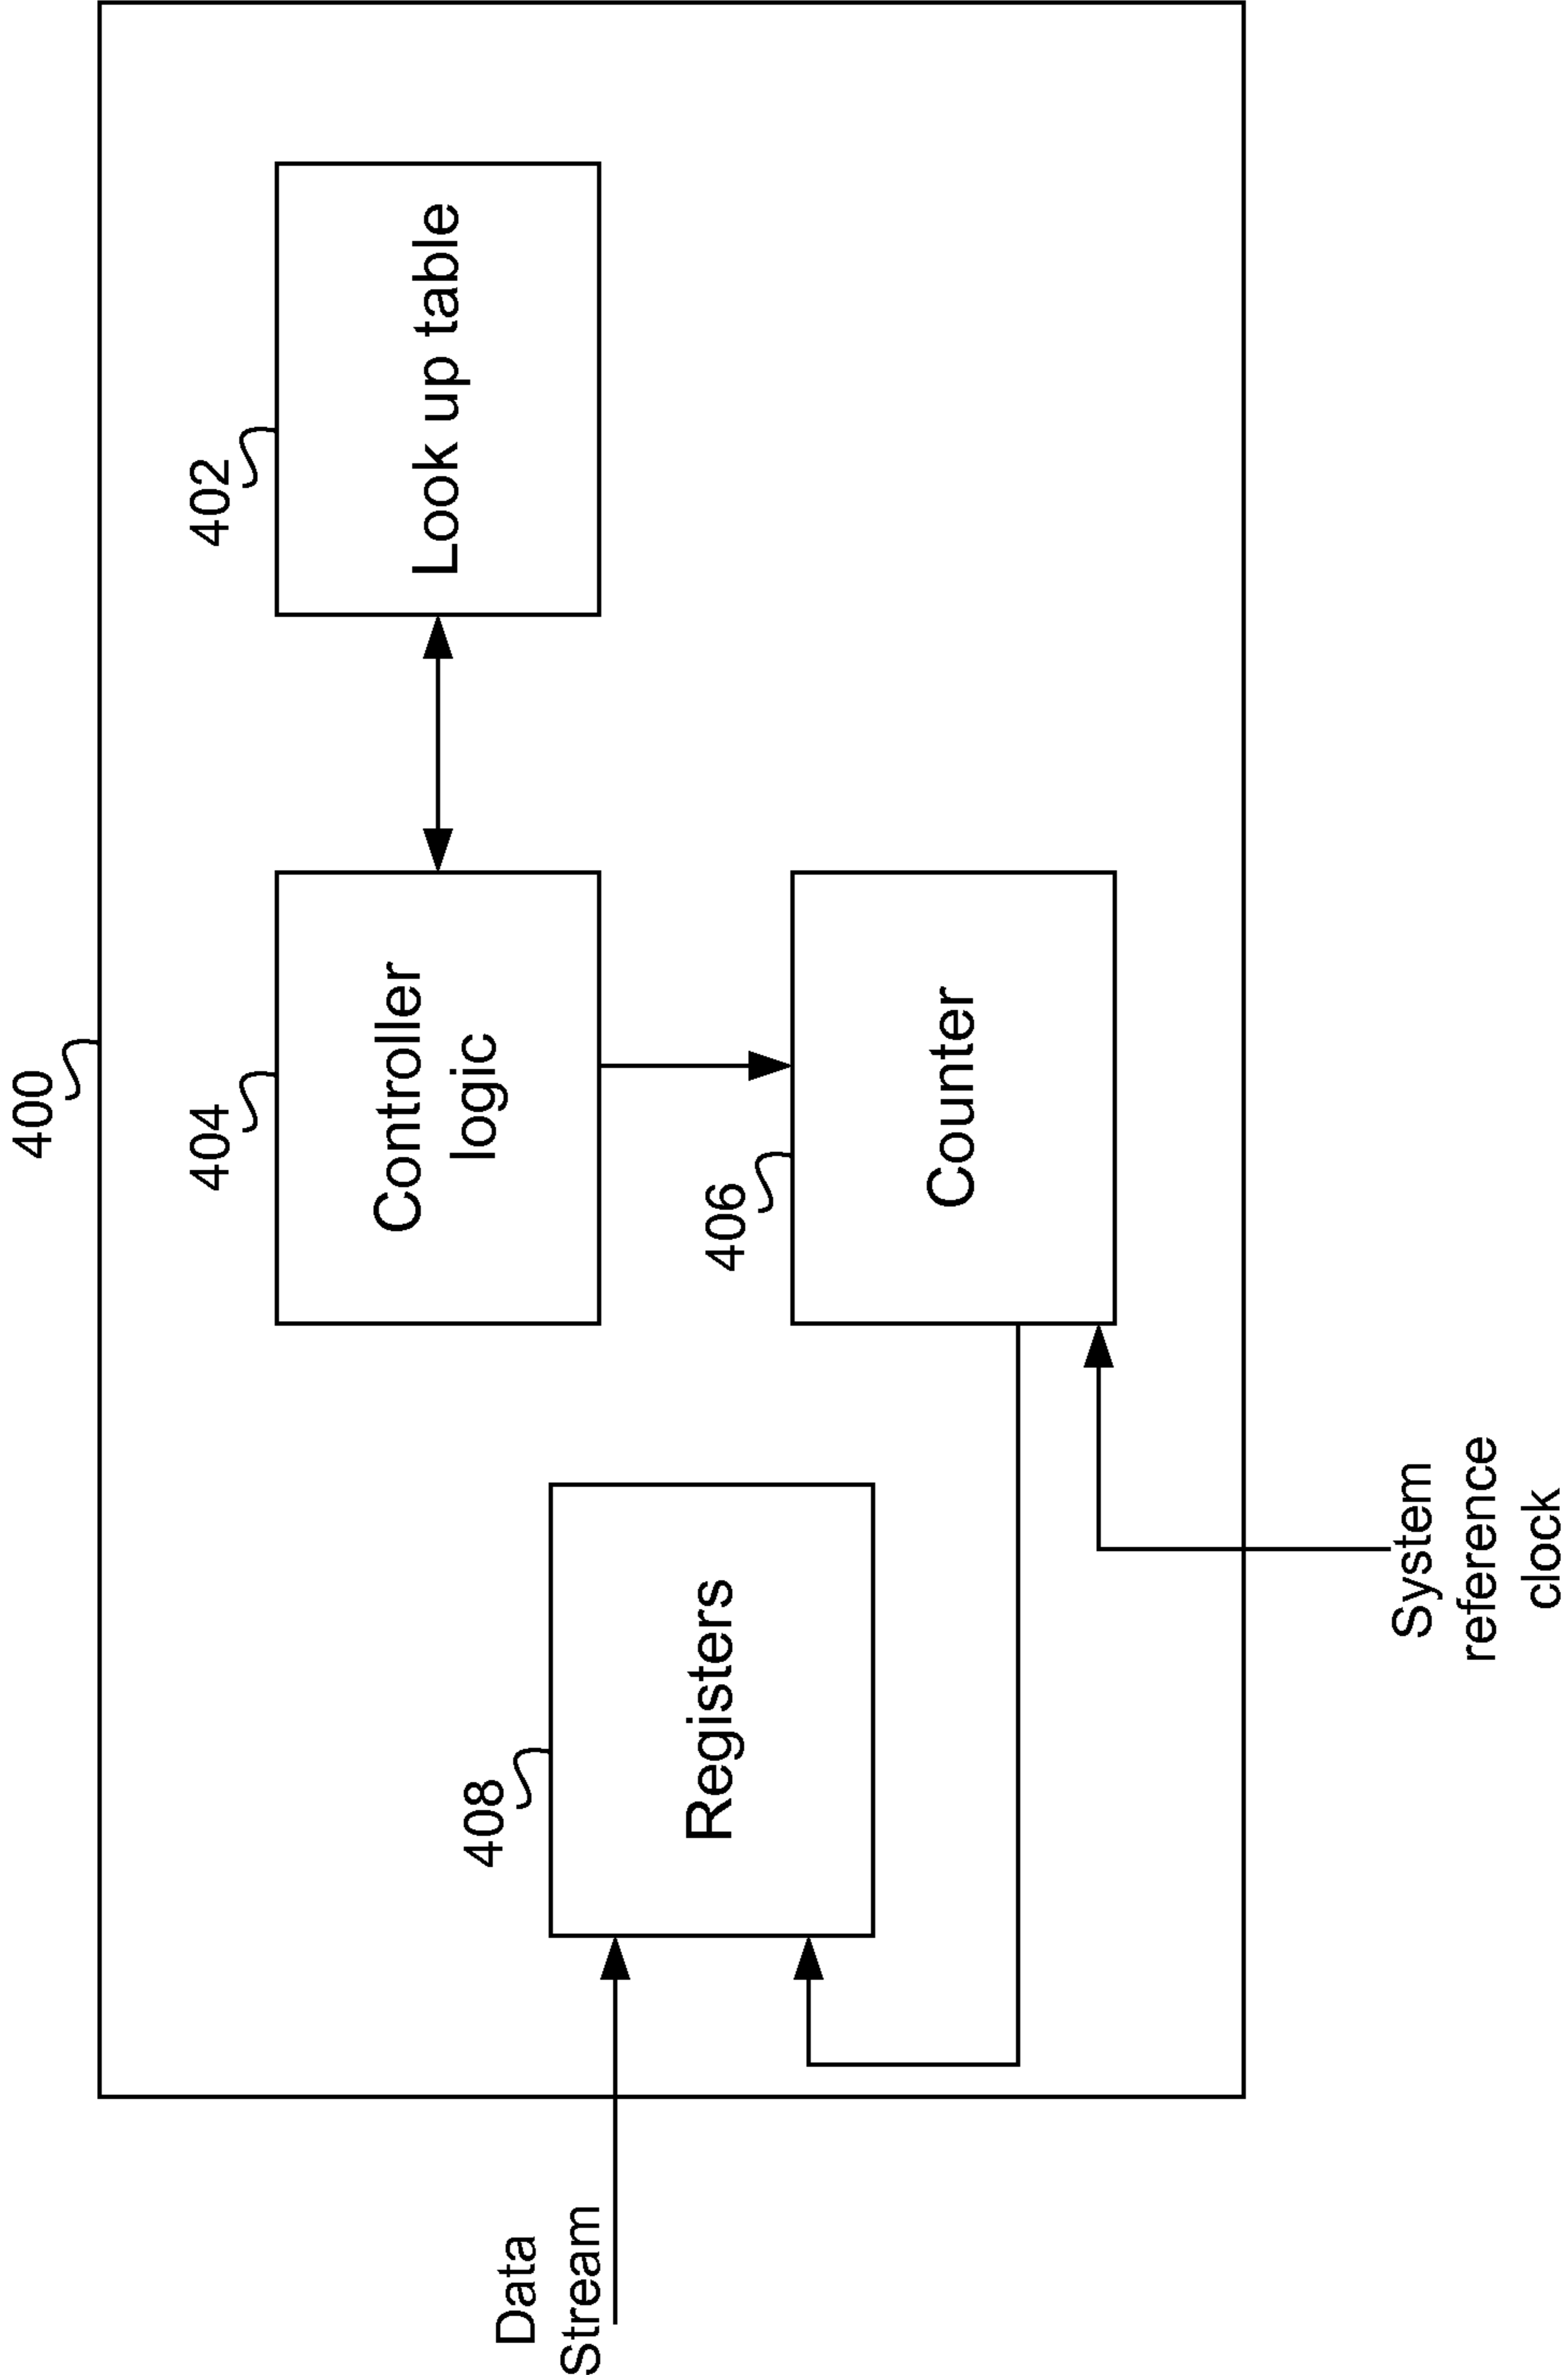 400
404
Controller
logic
402
Look up table
408
Registers
406
Counter
Data
Stream
System
reference
clock